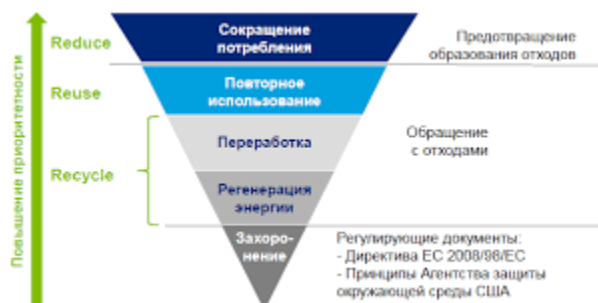 Повышение приоритетности
Reduce
Сокращение
потребления
Предотвращение
образования отходов
Reuse
Повторное
использование
Recycle
Переработка
Обращение
с отходами
Регенерация
энергии
Захоро-
нение
Регулирующие документы:
- Директива ЕС 2008/98/EC
- Принципы Агентства защиты
окружающей среды США